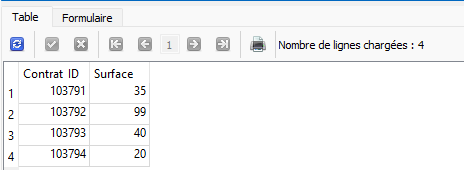 Table Formulaire
1 Nombre de lignes chargées : 4
Contrat ID Surface
1 103791 35
2 103792 99
3 103793 40
4 103794 20